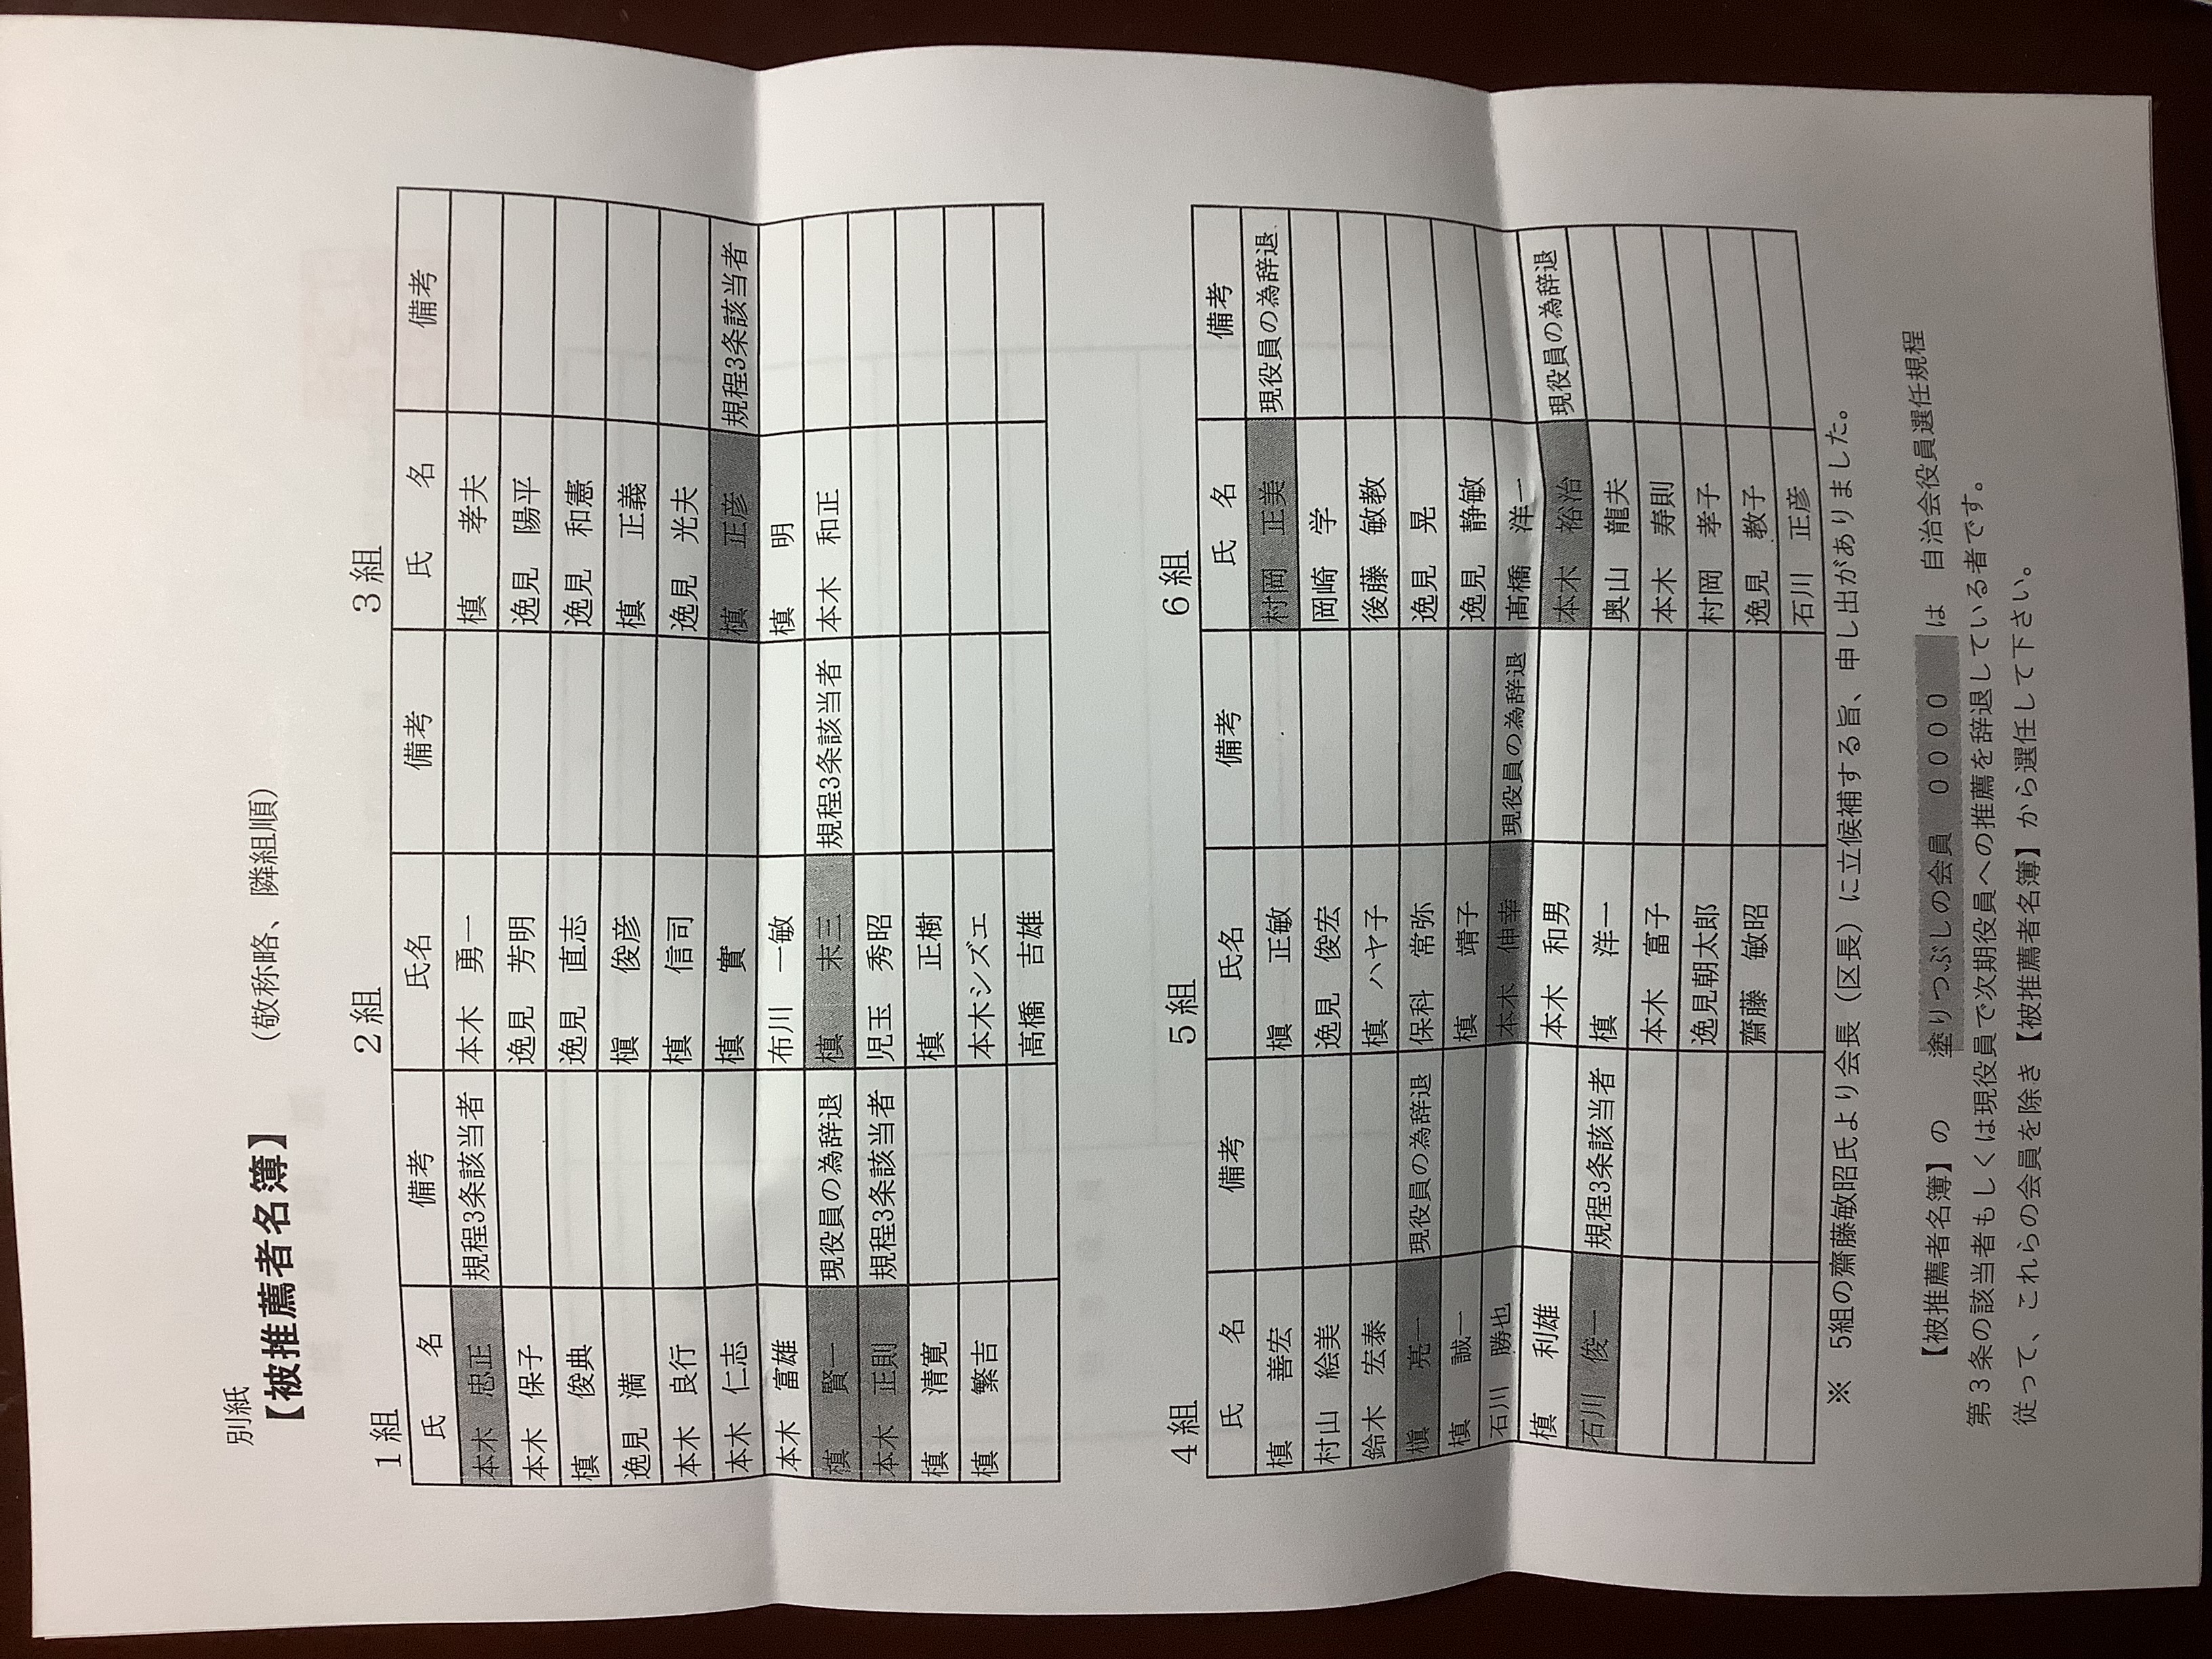 別紙
【被推薦者名簿】 (敬称略、隣組順)
1組 2組 3組
氏 名 備考 氏名 備考 氏 名 備考
本木 忠正 規程3条該当者 本木 勇一 槙 孝夫
本木 保子 逸見 芳明 逸見 陽平
槙 俊典 逸見 直志 逸見 和憲
逸見 満 槇 俊彦 槙 正義
本木 良行 槙 信司 逸見 光夫
本木 仁志 槙 實 槙 正彦 規程3条該当者
本木 富雄 布川 一敏 槙 明
槙 賢一 現役員の為辞退 槙 末三 規程3条該当者 本木 和正
本木 正則 規程3条該当者 児玉 秀昭
槙 清寛 槙 正樹
槙 繁吉 本木シズエ
髙橋 吉雄
4組 5組 6組
氏 名 備考 氏名 備考 氏 名 備考
槙 善宏 槇 正敏 村岡 正美 現役員の為辞退
村山 絵美 逸見 俊宏 岡崎 学
鈴木 宏泰 槙 ハヤ子 後藤 敏教
槇 亮一 現役員の為辞退 保科 常弥 逸見 晃
槙 誠一 槙 靖子 逸見 静敏
石川 勝也 本木 伸幸 現役員の為辞退 髙橋 洋一
槙 利雄 本木 和男 本木 裕治 現役員の為辞退
石川 俊一 規程3条該当者 槙 洋一 奥山 龍夫
本木 富子 本木 寿則
逸見朝太郎 村岡 孝子
齋藤 敏昭 逸見 教子
石川 正彦
※ 5組の齋藤敏昭氏より会長（区長）に立候補する旨、申し出がありました。
【被推薦者名簿】の 塗りつぶしの会員 0000 は 自治会役員選任規程
第3条の該当者もしくは現役員で次期役員への推薦を辞退している者です。
従って、これらの会員を除き【被推薦者名簿】から選任して下さい。